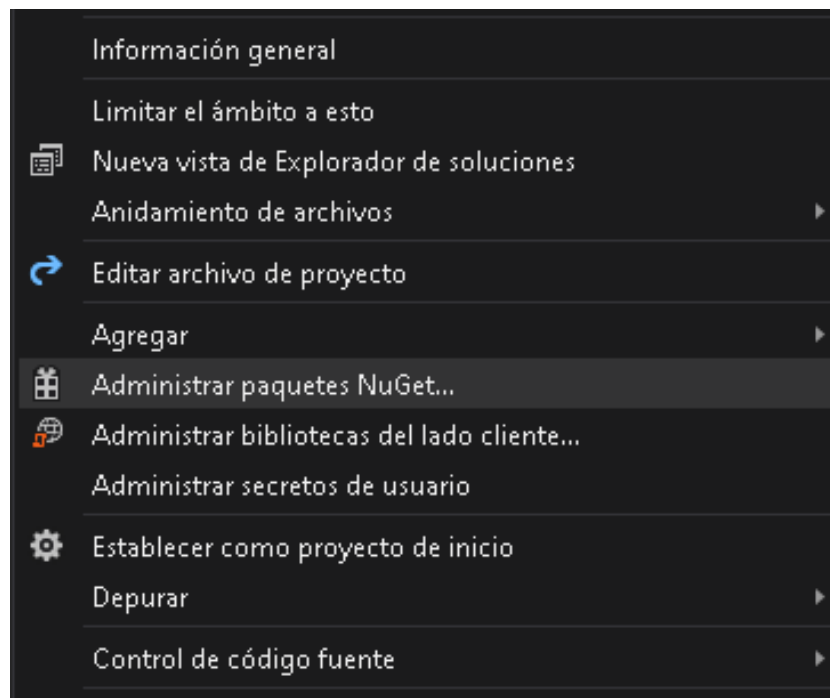 Información general
Limitar el ámbito a esto
Nueva vista de Explorador de soluciones
Anidamiento de archivos
Editar archivo de proyecto
Agregar
Administrar paquetes NuGet...
Administrar bibliotecas del lado cliente...
Administrar secretos de usuario
Establecer como proyecto de inicio
Depurar
Control de código fuente